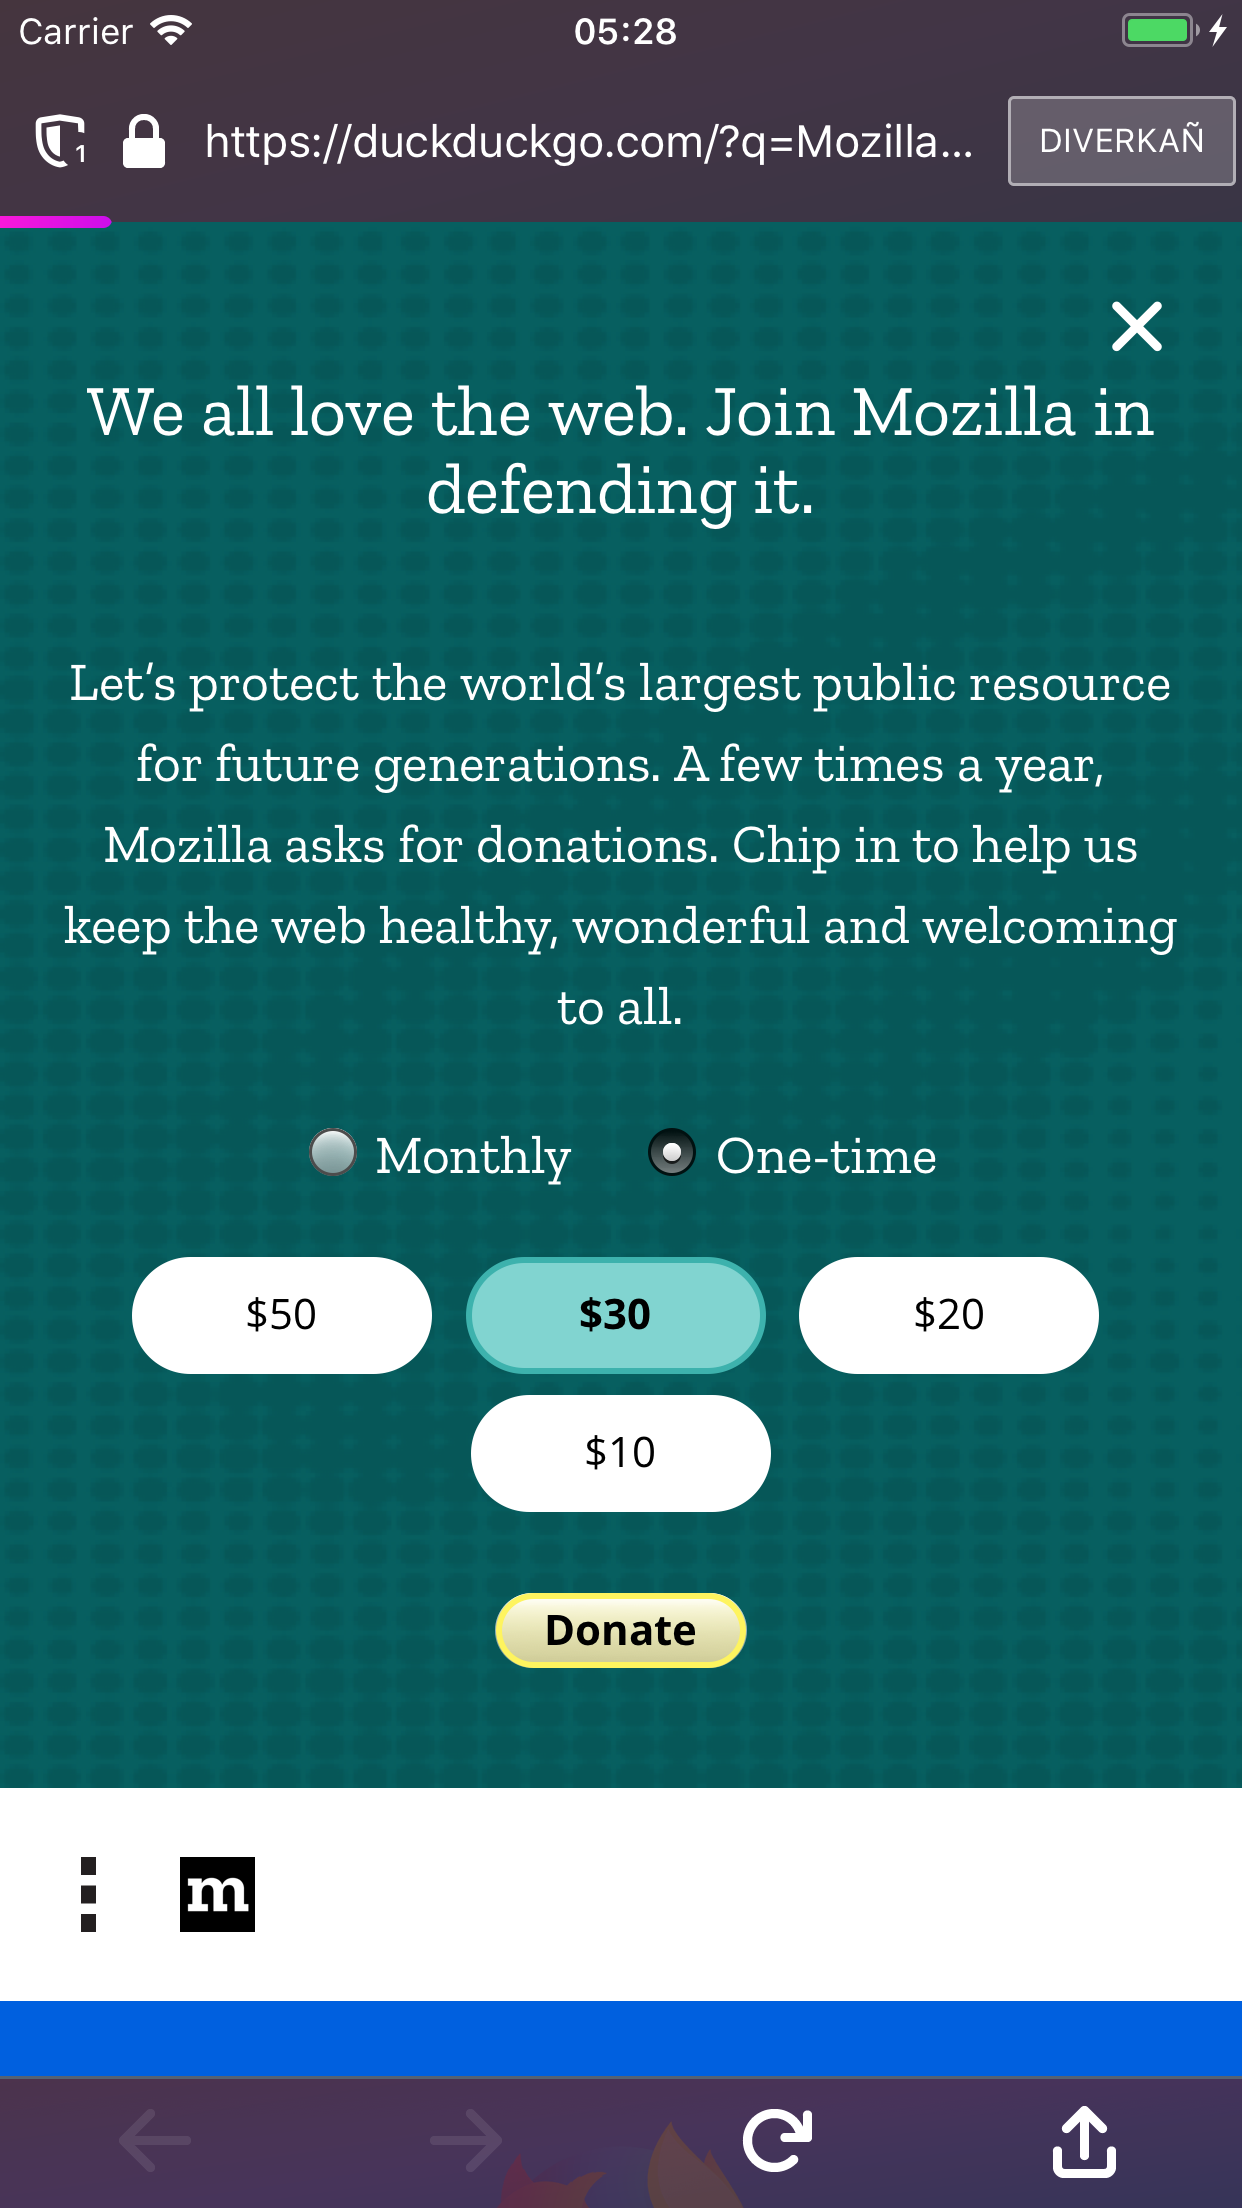 Carrier
05:28
1
https://duckduckgo.com/?q=Mozilla...
DIVERKAÑ
We all love the web. Join Mozilla in
defending it.
Let’s protect the world’s largest public resource
for future generations. A few times a year,
Mozilla asks for donations. Chip in to help us
keep the web healthy, wonderful and welcoming
to all.
Monthly
One-time
$50
$30
$20
$10
Donate
m